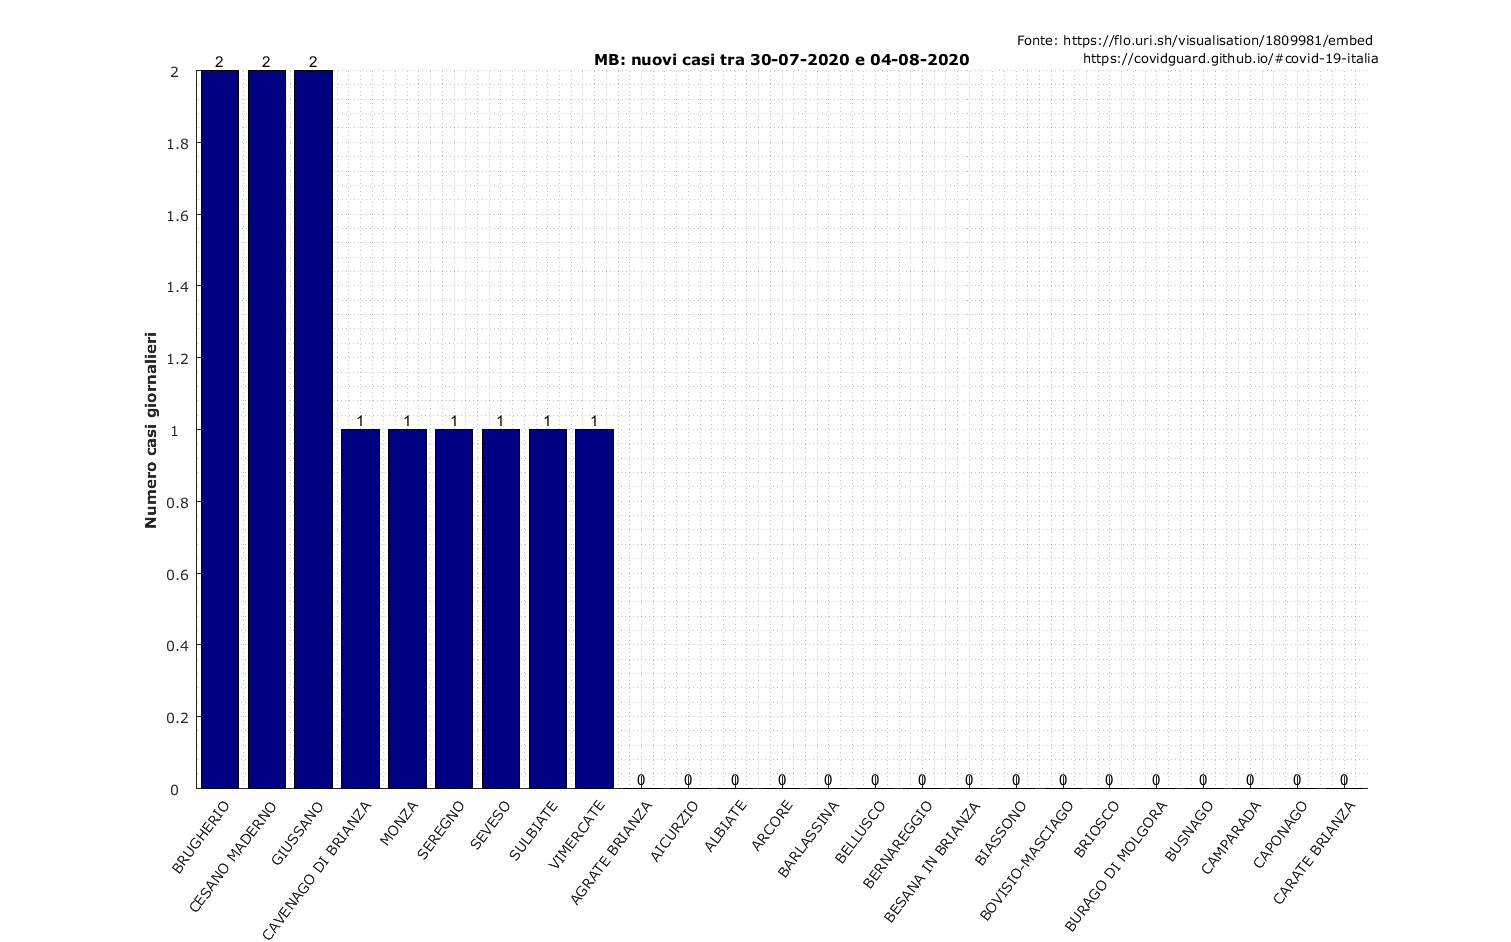 Fonte: https://flo.uri.sh/visualisation/1809981/embed
https://covidguard.github.io/#covid-19-italia
MB: nuovi casi tra 30-07-2020 e 04-08-2020
Numero casi giornalieri
2
1.8
1.6
1.4
1.2
1
0.8
0.6
0.4
0.2
0
2 2 2 1 1 1 1 1 1 0 0 0 0 0 0 0 0 0 0 0 0 0 0 0 0
BRUGHERIO
CESANO MADERNO
GIUSSANO
CAVENAGO DI BRIANZA
MONZA
SEREGNO
SEVESO
SULBIATE
VIMERCATE
AGRATE BRIANZA
AICURZIO
ALBIATE
ARCORE
BARLASSINA
BELLUSCO
BERNAREGGIO
BESANA IN BRIANZA
BIASSONO
BOVISIO-MASCIAGO
BRIOSCO
BURAGO DI MOLGORA
BUSNAGO
CAMPARADA
CAPONAGO
CARATE BRIANZA